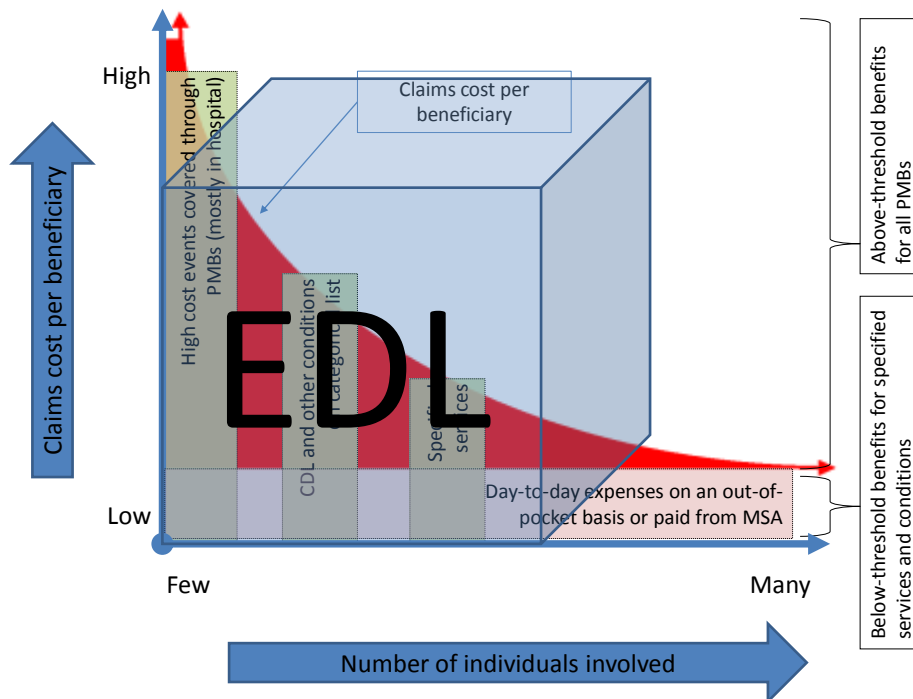 High
Claims cost per
beneficiary
Claims cost per beneficiary
High cost events covered through
PMBs (mostly in hospital)
CDL and other conditions
categorical list
services
EDL
Day-to-day expenses on an out-of-
pocket basis or paid from MSA
Low
Few
Many
Number of individuals involved
Above-threshold benefits
for all PMBs
Below-threshold benefits for specified
services and conditions